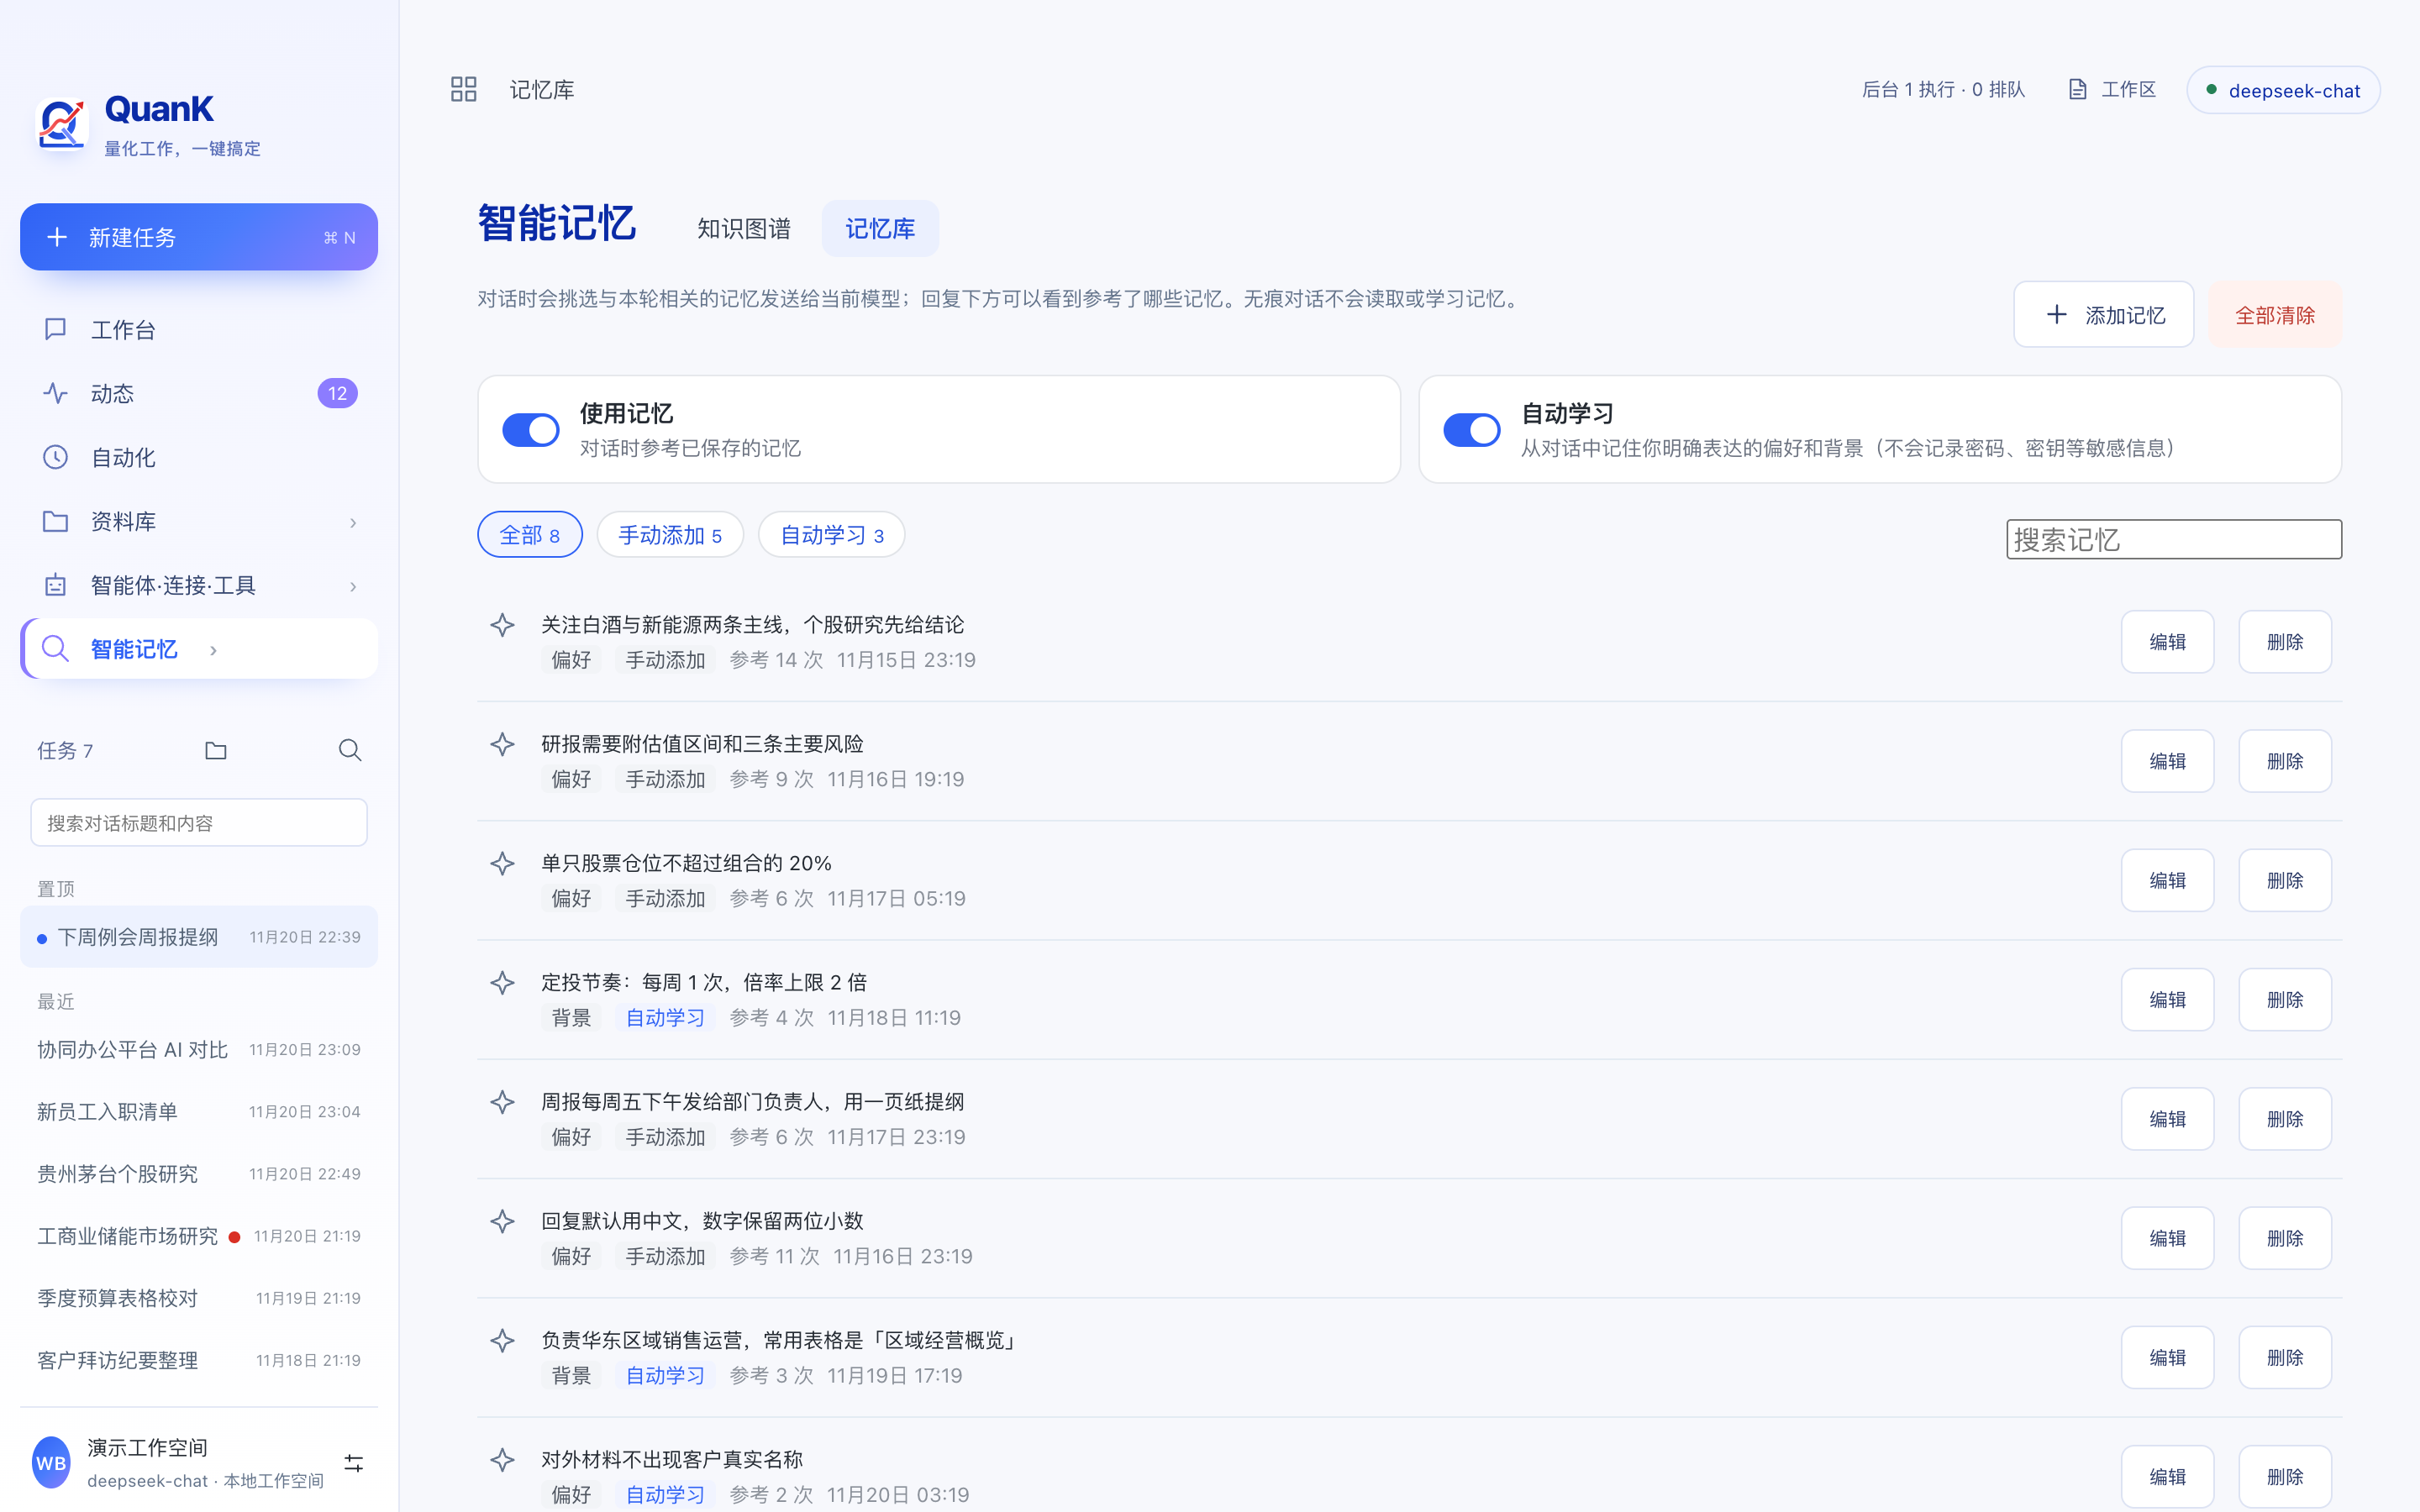 QuanK
量化工作，一键搞定
新建任务 ⌘ N
工作台
动态 12
自动化
资料库 ›
智能体·连接·工具 ›
智能记忆 ›
任务 7
搜索对话标题和内容
置顶
下周例会周报提纲 11月20日 22:39
最近
协同办公平台 AI 对比 11月20日 23:09
新员工入职清单 11月20日 23:04
贵州茅台个股研究 11月20日 22:49
工商业储能市场研究 11月20日 21:19
季度预算表格校对 11月19日 21:19
客户拜访纪要整理 11月18日 21:19
WB
演示工作空间
deepseek-chat · 本地工作空间
记忆库
后台 1 执行 · 0 排队 工作区 deepseek-chat
智能记忆 知识图谱 记忆库
对话时会挑选与本轮相关的记忆发送给当前模型；回复下方可以看到参考了哪些记忆。无痕对话不会读取或学习记忆。
添加记忆 全部清除
使用记忆
对话时参考已保存的记忆
自动学习
从对话中记住你明确表达的偏好和背景（不会记录密码、密钥等敏感信息）
全部 8 手动添加 5 自动学习 3
搜索记忆
关注白酒与新能源两条主线，个股研究先给结论
偏好 手动添加 参考 14 次 11月15日 23:19
编辑 删除
研报需要附估值区间和三条主要风险
偏好 手动添加 参考 9 次 11月16日 19:19
编辑 删除
单只股票仓位不超过组合的 20%
偏好 手动添加 参考 6 次 11月17日 05:19
编辑 删除
定投节奏：每周 1 次，倍率上限 2 倍
背景 自动学习 参考 4 次 11月18日 11:19
编辑 删除
周报每周五下午发给部门负责人，用一页纸提纲
偏好 手动添加 参考 6 次 11月17日 23:19
编辑 删除
回复默认用中文，数字保留两位小数
偏好 手动添加 参考 11 次 11月16日 23:19
编辑 删除
负责华东区域销售运营，常用表格是「区域经营概览」
背景 自动学习 参考 3 次 11月19日 17:19
编辑 删除
对外材料不出现客户真实名称
偏好 自动学习 参考 2 次 11月20日 03:19
编辑 删除